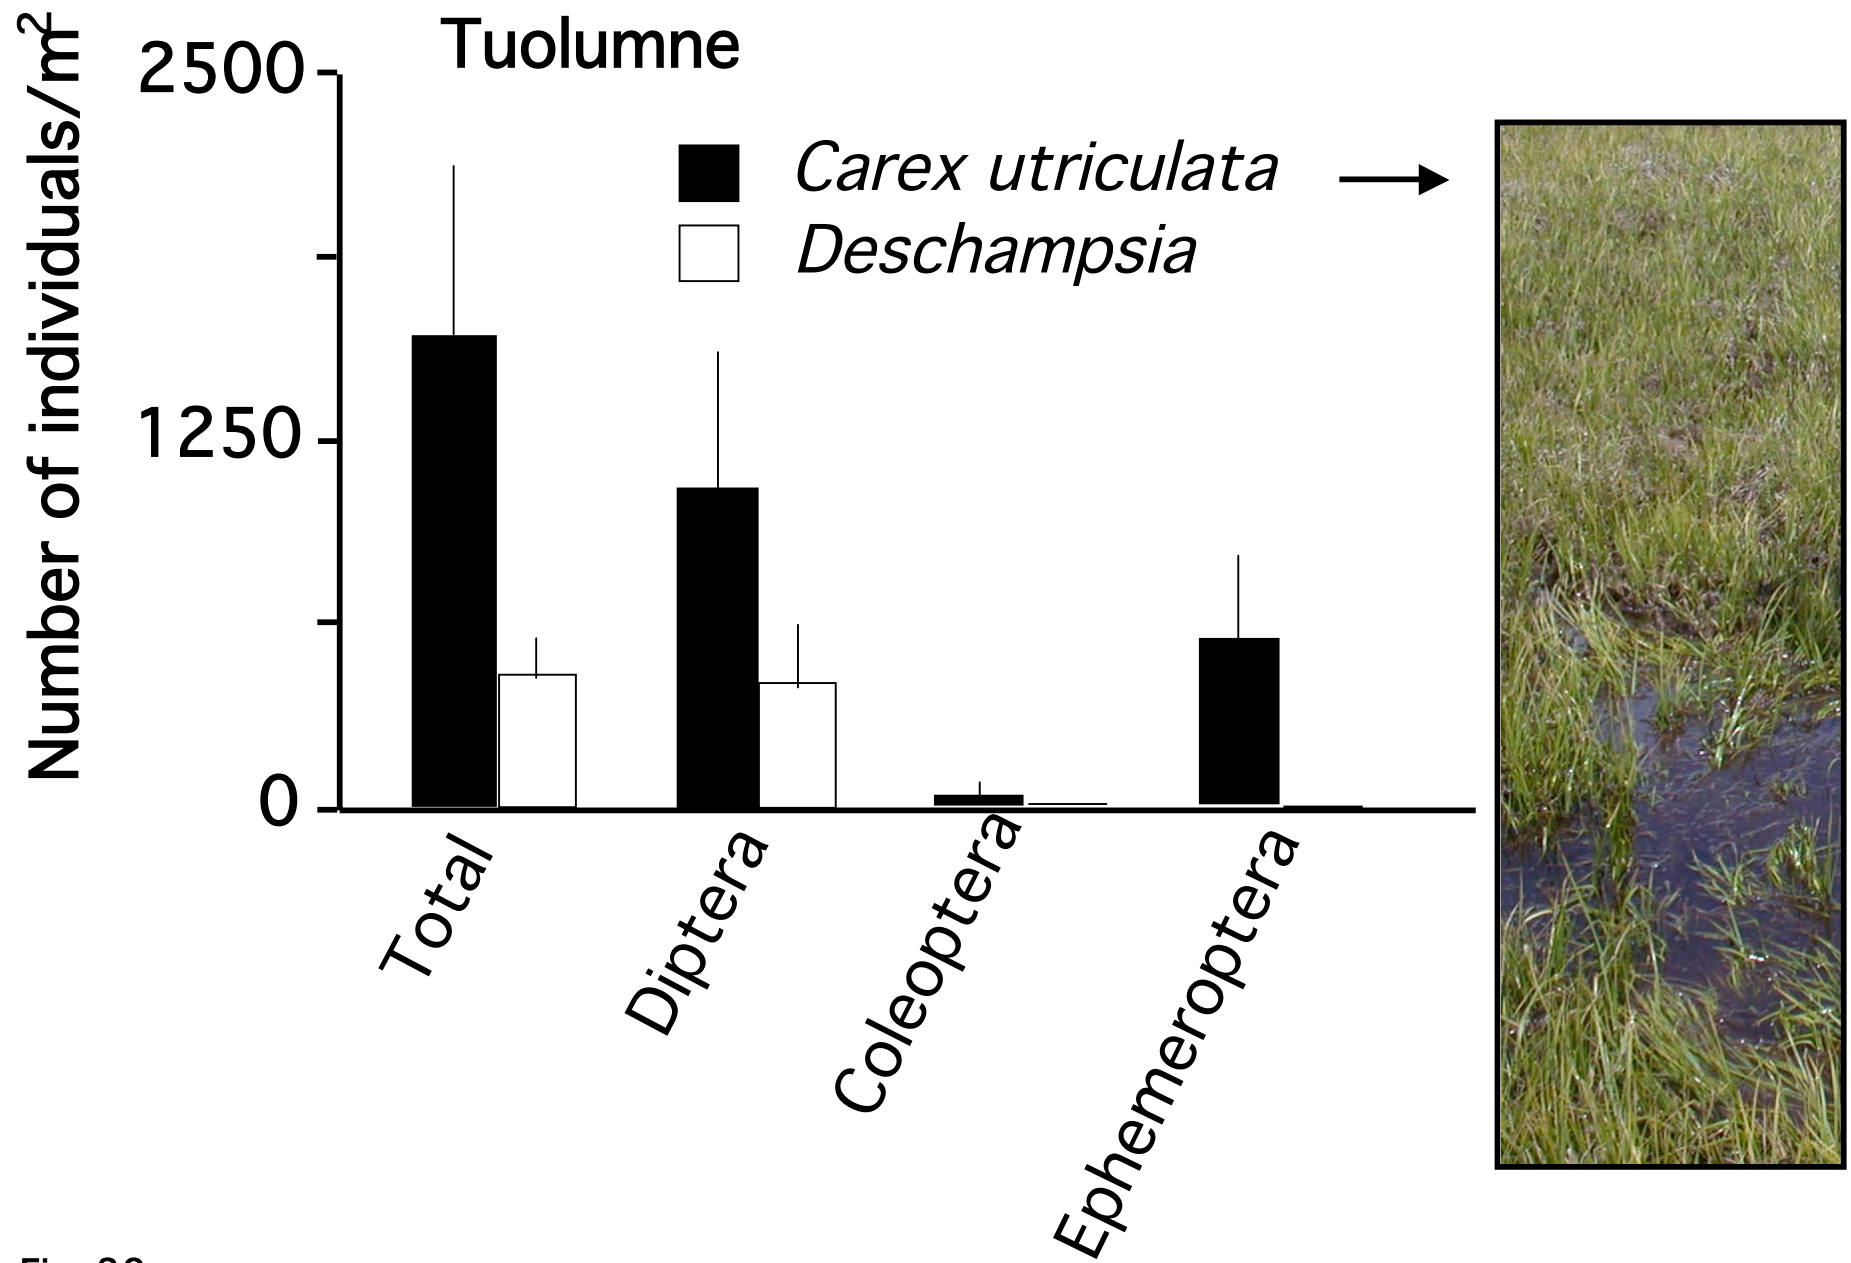 Number of individuals/m²
Tuolumne
2500
1250
0
Carex utriculata
Deschampsia
Total
Diptera
Coleoptera
Ephemeroptera